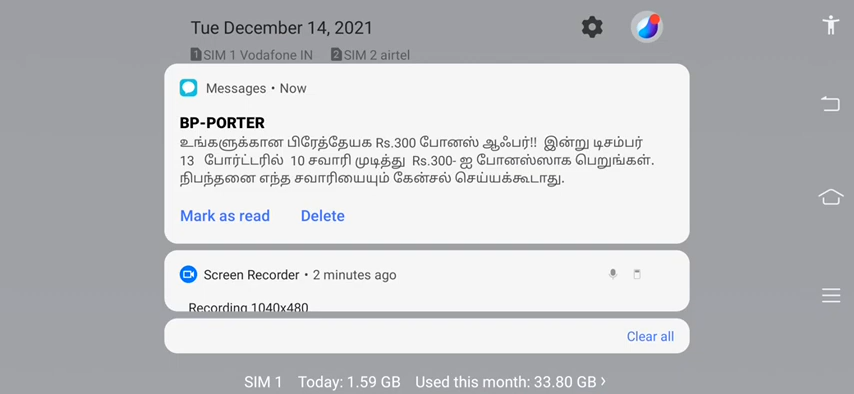 Tue December 14, 2021
1 SIM 1 Vodafone IN 2 SIM 2 airtel
Messages • Now
BP-PORTER
உங்களுக்கான பிரேத்தேயக Rs.300 போனஸ் ஆஃபர்!! இன்று டிசம்பர்
13 போர்ட்டரில் 10 சவாரி முடித்து Rs.300- ஐ போனஸ்ஸாக பெறுங்கள்.
நிபந்தனை எந்த சவாரியையும் கேன்சல் செய்யக்கூடாது.
Mark as read Delete
Screen Recorder • 2 minutes ago
Recording 1040x480
Clear all
SIM 1 Today: 1.59 GB Used this month: 33.80 GB ›